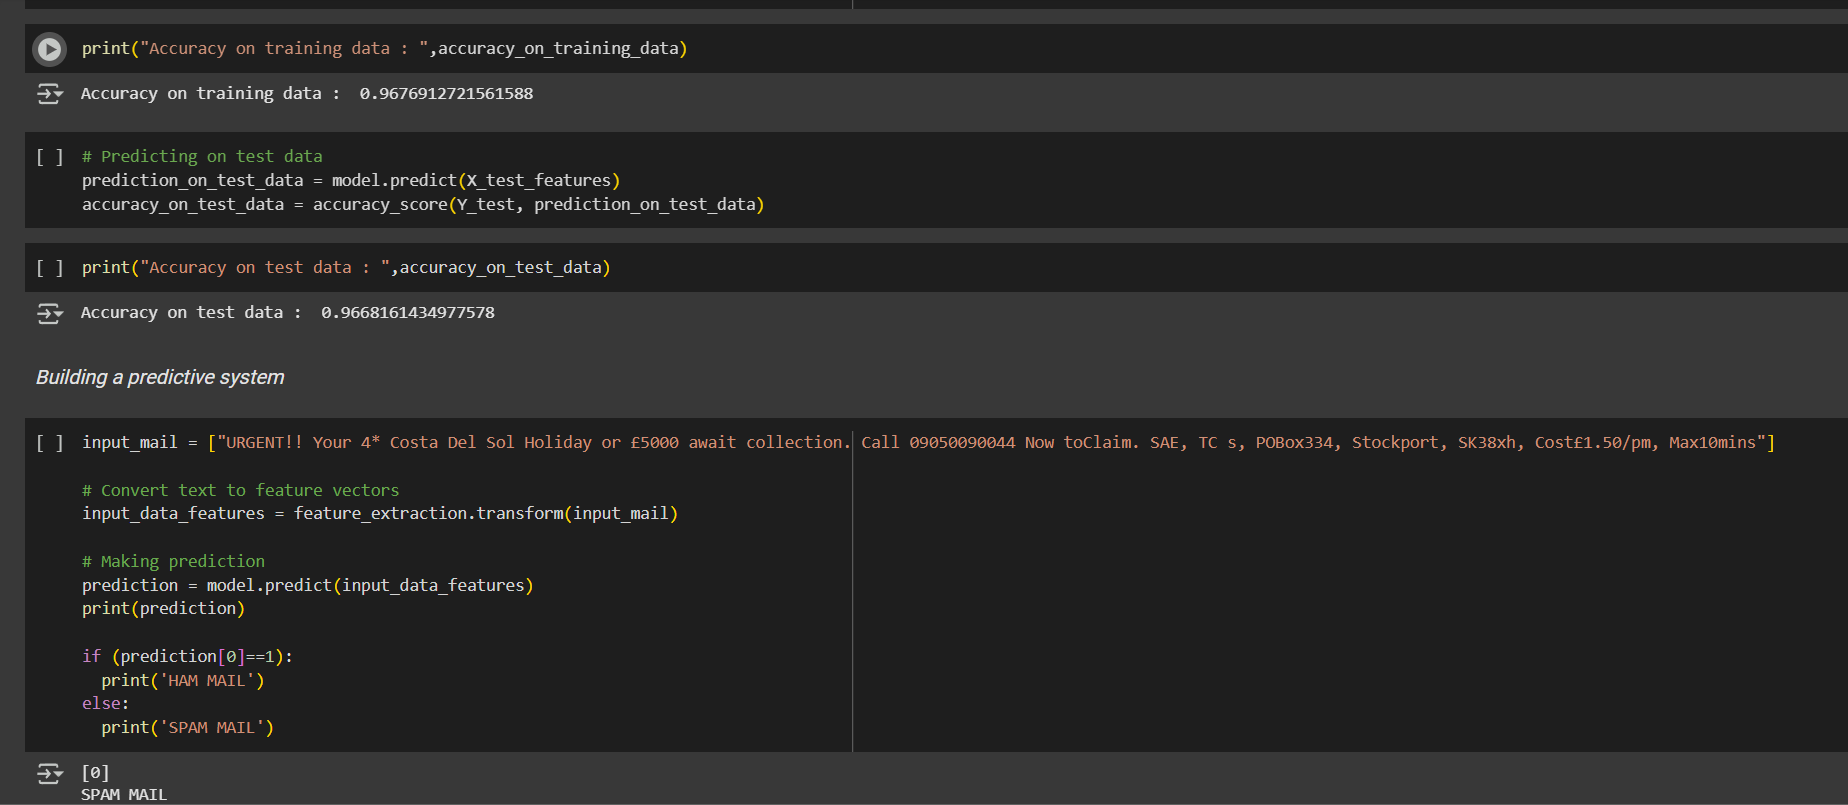 print("Accuracy on training data : ",accuracy_on_training_data)
Accuracy on training data :  0.9676912721561588
[ ] # Predicting on test data
prediction_on_test_data = model.predict(X_test_features)
accuracy_on_test_data = accuracy_score(Y_test, prediction_on_test_data)
[ ] print("Accuracy on test data : ",accuracy_on_test_data)
Accuracy on test data :  0.9668161434977578
Building a predictive system
[ ] input_mail = ["URGENT!! Your 4* Costa Del Sol Holiday or £5000 await collection. Call 09050090044 Now toClaim. SAE, TC s, POBox334, Stockport, SK38xh, Cost£1.50/pm, Max10mins"]
# Convert text to feature vectors
input_data_features = feature_extraction.transform(input_mail)
# Making prediction
prediction = model.predict(input_data_features)
print(prediction)
if (prediction[0]==1):
  print('HAM MAIL')
else:
  print('SPAM MAIL')
[0]
SPAM MAIL